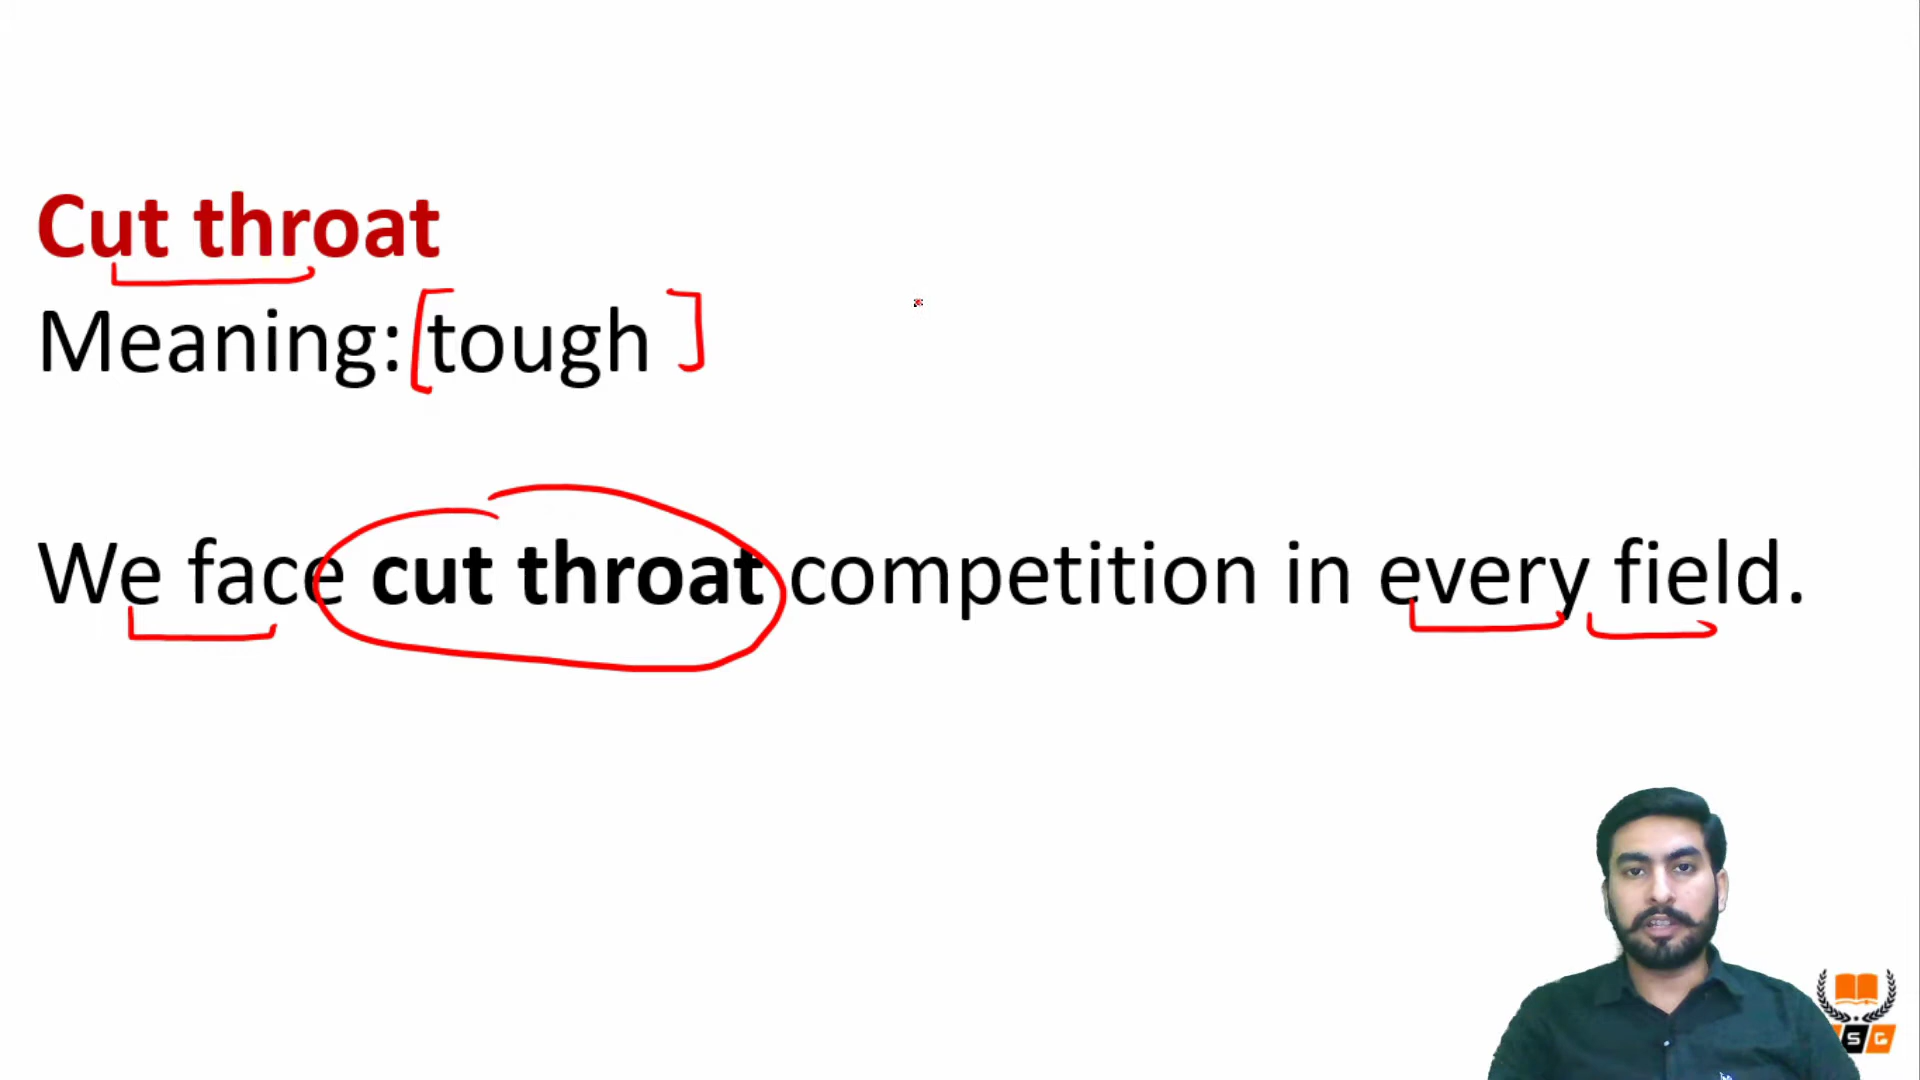 Cut throat
Meaning: tough
We face cut throat competition in every field.
S G